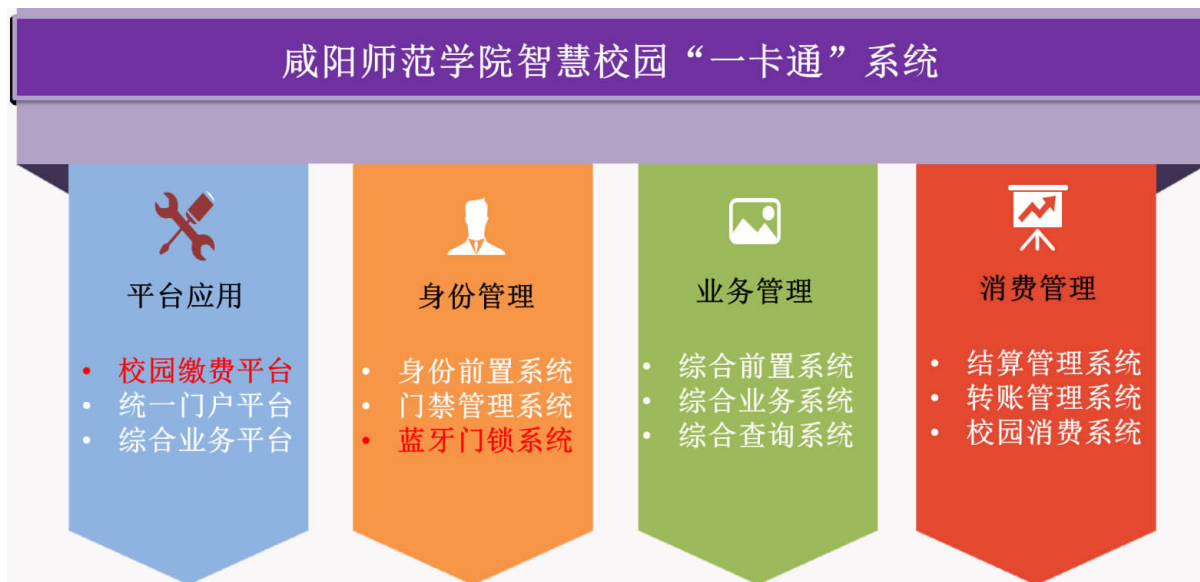 咸阳师范学院智慧校园“一卡通”系统
平台应用
• 校园缴费平台
• 统一门户平台
• 综合业务平台
身份管理
• 身份前置系统
• 门禁管理系统
• 蓝牙门锁系统
业务管理
• 综合前置系统
• 综合业务系统
• 综合查询系统
消费管理
• 结算管理系统
• 转账管理系统
• 校园消费系统